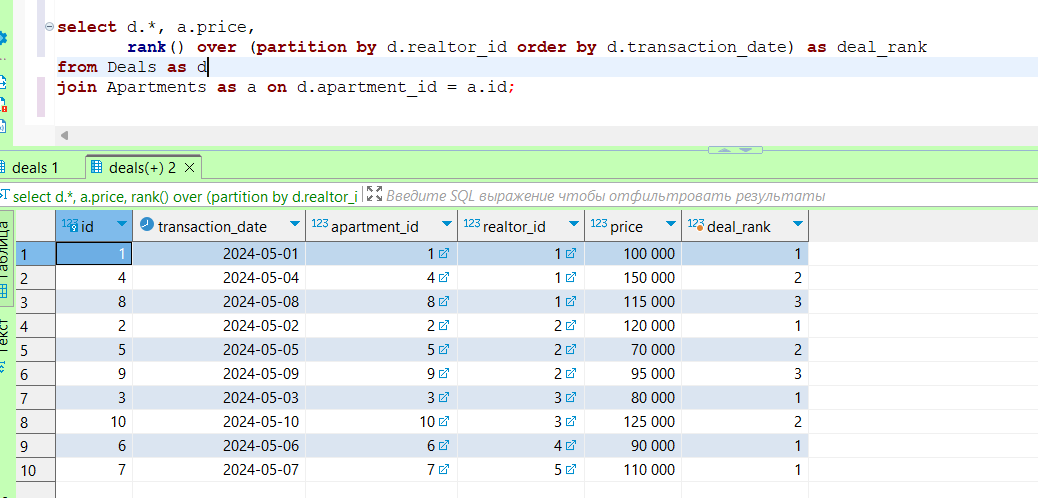 select d.*, a.price,
rank() over (partition by d.realtor_id order by d.transaction_date) as deal_rank
from Deals as d
join Apartments as a on d.apartment_id = a.id;
deals 1 deals(+) 2
select d.*, a.price, rank() over (partition by d.realtor_i Введите SQL выражение чтобы отфильтровать результаты
Таблица
Текст
123 id transaction_date 123 apartment_id 123 realtor_id 123 price 123 deal_rank
1 1 2024-05-01 1 1 100 000 1
2 4 2024-05-04 4 1 150 000 2
3 8 2024-05-08 8 1 115 000 3
4 2 2024-05-02 2 2 120 000 1
5 5 2024-05-05 5 2 70 000 2
6 9 2024-05-09 9 2 95 000 3
7 3 2024-05-03 3 3 80 000 1
8 10 2024-05-10 10 3 125 000 2
9 6 2024-05-06 6 4 90 000 1
10 7 2024-05-07 7 5 110 000 1